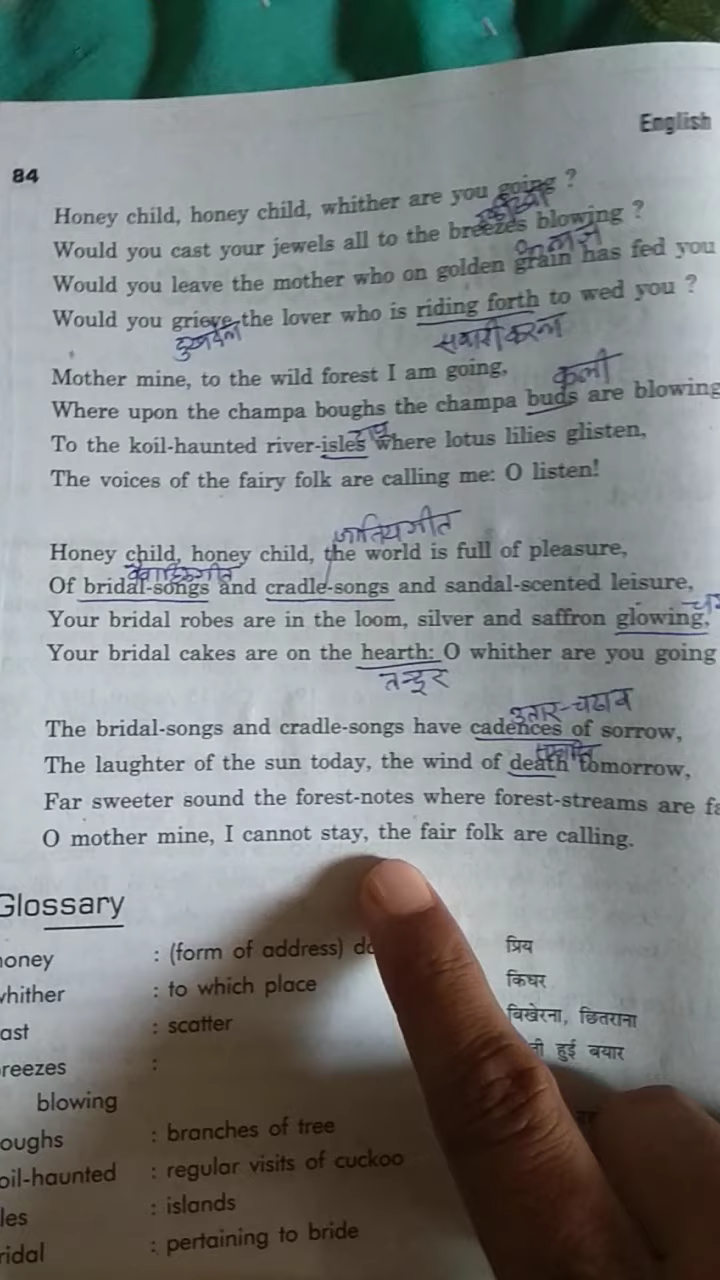 English
84
Honey child, honey child, whither are you going ?
Would you cast your jewels all to the breezes blowing ?
Would you leave the mother who on golden grain has fed you
Would you grieve the lover who is riding forth to wed you ?
दुख देना सवारी करना
कली
Mother mine, to the wild forest I am going,
Where upon the champa boughs the champa buds are blowing
To the koil-haunted river-isles where lotus lilies glisten,
The voices of the fairy folk are calling me: O listen!
Honey child, honey child, the world is full of pleasure,
Of bridal-songs and cradle-songs and sandal-scented leisure,
Your bridal robes are in the loom, silver and saffron glowing,
Your bridal cakes are on the hearth: O whither are you going
तन्दूर
उतार-चढाव
The bridal-songs and cradle-songs have cadences of sorrow,
The laughter of the sun today, the wind of death tomorrow,
Far sweeter sound the forest-notes where forest-streams are fa
O mother mine, I cannot stay, the fair folk are calling.
Glossary
oney : (form of address) प्रिय
hither : to which place किधर
ast : scatter बिखेरना, छितराना
reezes : ती हुई बयार
blowing
oughs : branches of tree
oil-haunted : regular visits of cuckoo
les : islands
ridal : pertaining to bride